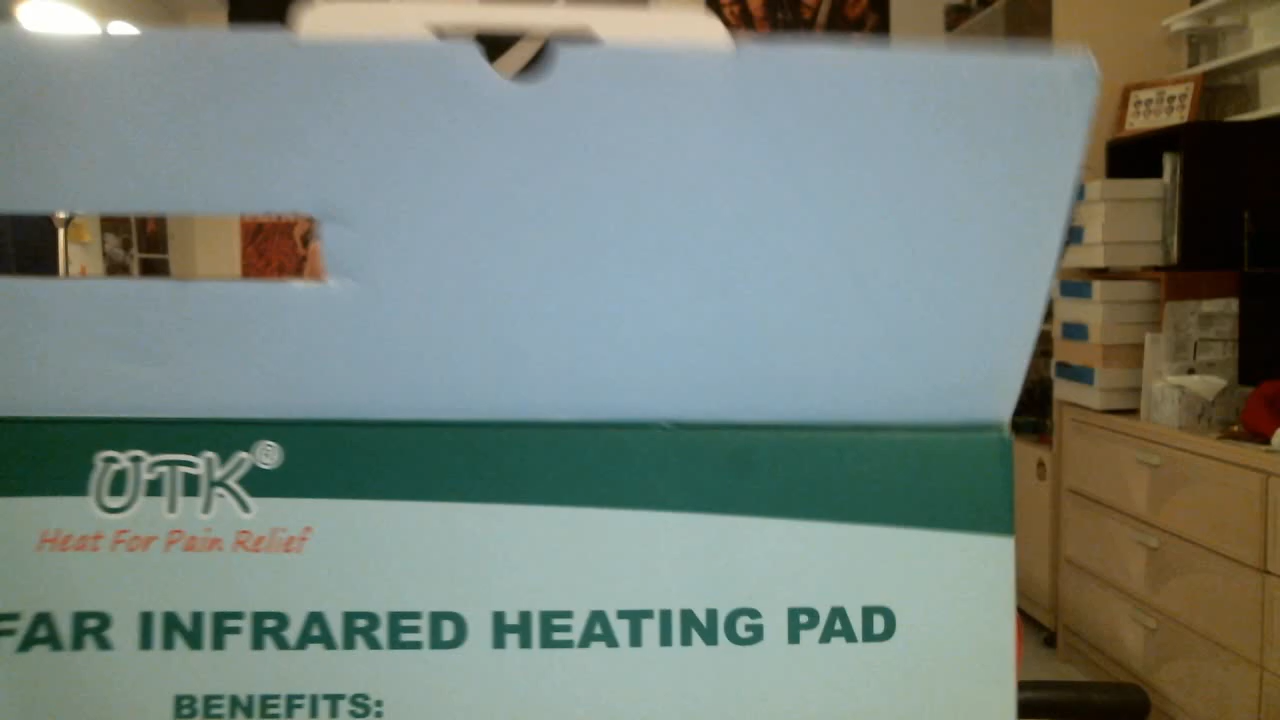 UTK®
Heat For Pain Relief
FAR INFRARED HEATING PAD
BENEFITS: